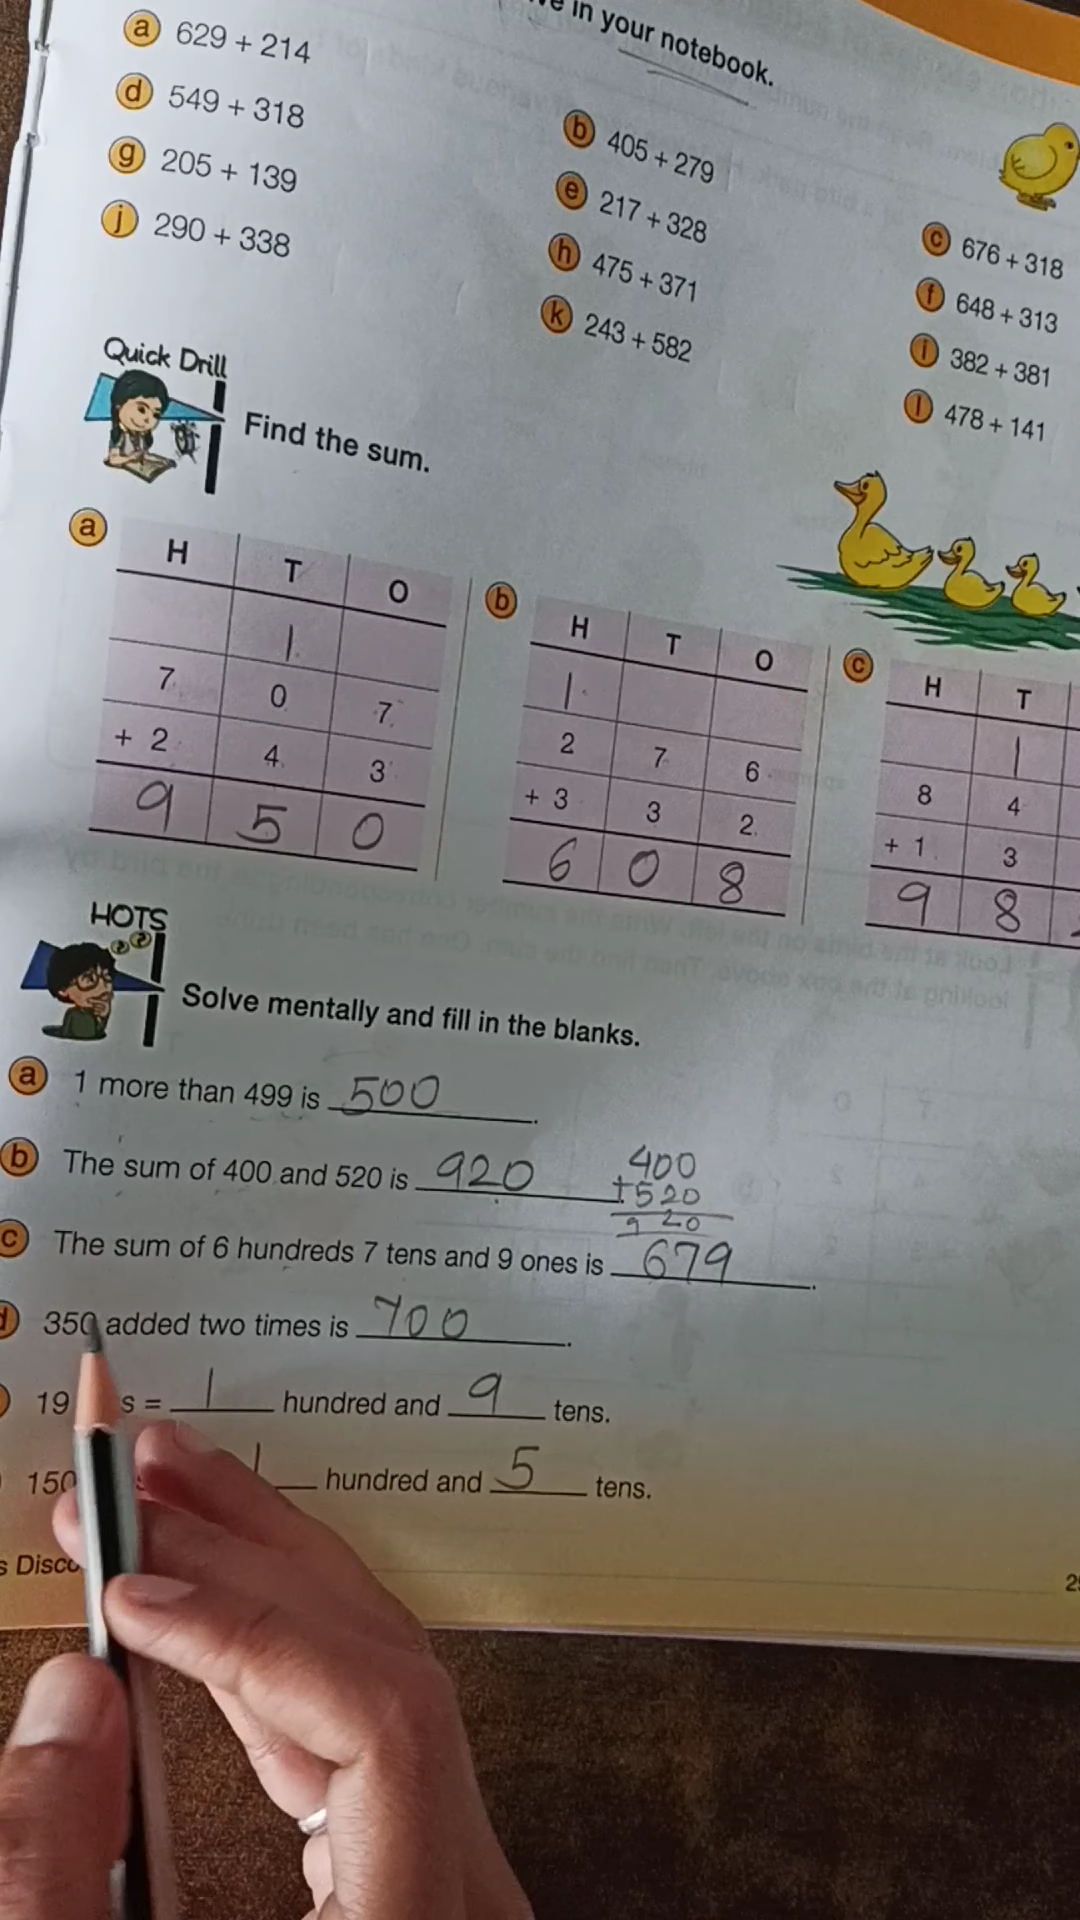 ve in your notebook.
a 629 + 214
b 405 + 279
c 676 + 318
d 549 + 318
e 217 + 328
f 648 + 313
g 205 + 139
h 475 + 371
i 382 + 381
j 290 + 338
k 243 + 582
l 478 + 141
Quick Drill
Find the sum.
a
H T O
1
7 0 7
+ 2 4 3
9 5 0
b
H T O
1
2 7 6
+ 3 3 2
6 0 8
c
H T
1
8 4
+ 1 3
9 8
HOTS
Solve mentally and fill in the blanks.
a 1 more than 499 is 500.
b The sum of 400 and 520 is 920.
400
+520
920
c The sum of 6 hundreds 7 tens and 9 ones is 679.
d 350 added two times is 700.
19 s = 1 hundred and 9 tens.
150 1 hundred and 5 tens.
s Disco